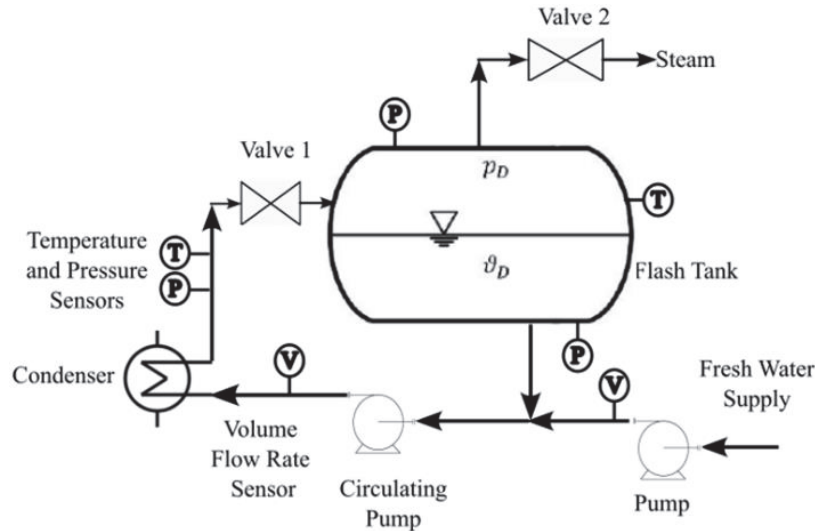 Valve 2
Steam
P
Valve 1
p_D
T
Temperature
and Pressure
Sensors
T
P
ϑ_D
Flash Tank
P
Condenser
V
V
Fresh Water
Supply
Volume
Flow Rate
Sensor
Circulating
Pump
Pump